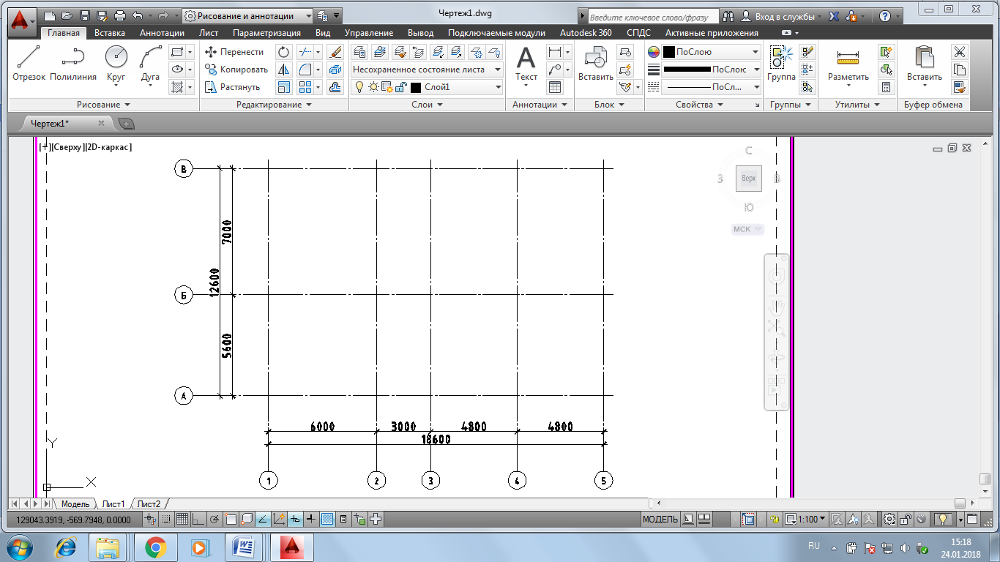 Рисование и аннотации
Чертеж1.dwg
Введите ключевое слово/фразу
Вход в службы
Главная Вставка Аннотации Лист Параметризация Вид Управление Вывод Подключаемые модули Autodesk 360 СПДС Активные приложения
Отрезок Полилиния Круг Дуга
Перенести
Копировать
Растянуть
Несохраненное состояние листа
Слой1
Текст
Вставить
ПоСлою
ПоСлою
ПоСл...
Группа
Разметить
Вставить
Рисование Редактирование Слои Аннотации Блок Свойства Группы Утилиты Буфер обмена
Чертеж1*
[+][Сверху][2D-каркас]
С
З Верх В
Ю
МСК
В
7000
12600
Б
5600
А
6000 3000 4800 4800
18600
1 2 3 4 5
Y
X
Модель Лист1 Лист2
129043.3919, -569.7948, 0.0000
МОДЕЛЬ
1:100
RU
15:18
24.01.2018